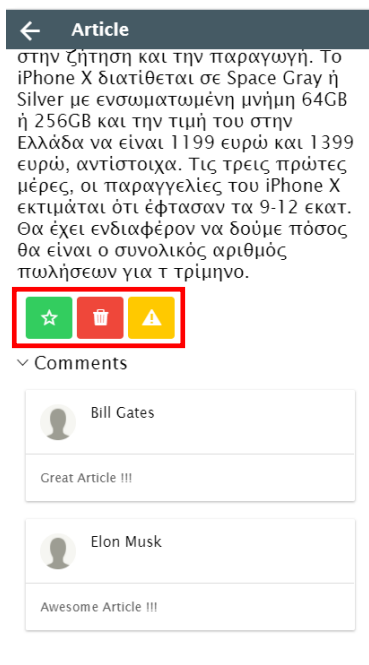 Article
στην ζήτηση και την παραγωγή. Το
iPhone X διατίθεται σε Space Gray ή
Silver με ενσωματωμένη μνήμη 64GB
ή 256GB και την τιμή του στην
Ελλάδα να είναι 1199 ευρώ και 1399
ευρώ, αντίστοιχα. Τις τρεις πρώτες
μέρες, οι παραγγελίες του iPhone X
εκτιμάται ότι έφτασαν τα 9-12 εκατ.
Θα έχει ενδιαφέρον να δούμε πόσος
θα είναι ο συνολικός αριθμός
πωλήσεων για τ τρίμηνο.
Comments
Bill Gates
Great Article !!!
Elon Musk
Awesome Article !!!